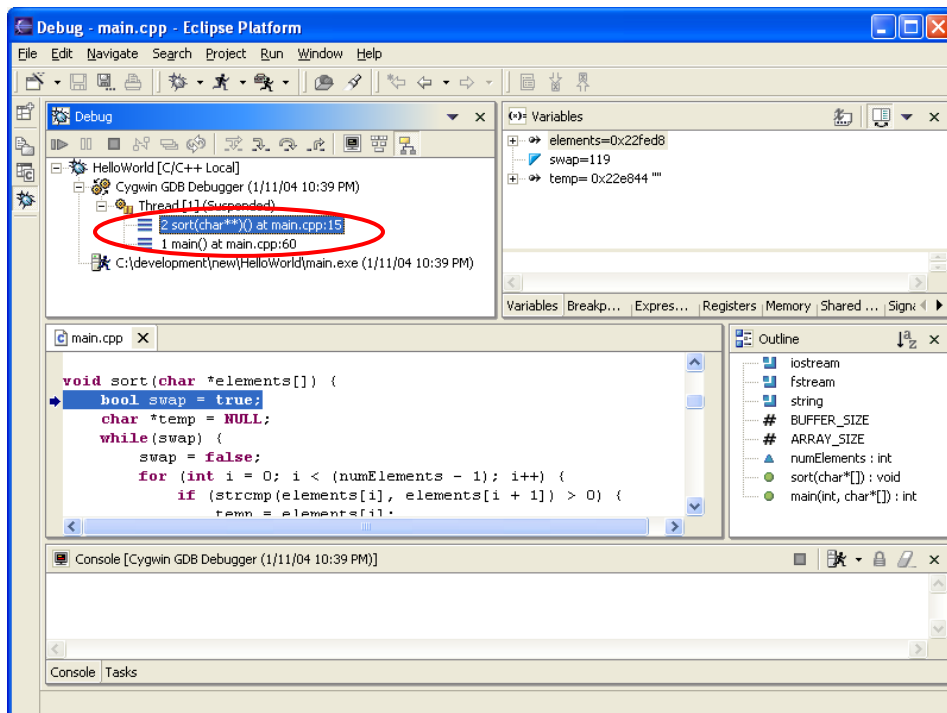 Debug - main.cpp - Eclipse Platform
File Edit Navigate Search Project Run Window Help
Debug
HelloWorld [C/C++ Local]
Cygwin GDB Debugger (1/11/04 10:39 PM)
Thread [1] (Suspended)
2 sort(char**)() at main.cpp:15
1 main() at main.cpp:60
C:\development\new\HelloWorld\main.exe (1/11/04 10:39 PM)
(x)= Variables
elements=0x22fed8
swap=119
temp= 0x22e844 ""
Variables Breakp... Expres... Registers Memory Shared ... Signa
main.cpp
void sort(char *elements[]) {
bool swap = true;
char *temp = NULL;
while(swap) {
swap = false;
for (int i = 0; i < (numElements - 1); i++) {
if (strcmp(elements[i], elements[i + 1]) > 0) {
temp = elements[i];
Outline
iostream
fstream
string
# BUFFER_SIZE
# ARRAY_SIZE
numElements : int
sort(char*[]) : void
main(int, char*[]) : int
Console [Cygwin GDB Debugger (1/11/04 10:39 PM)]
Console Tasks